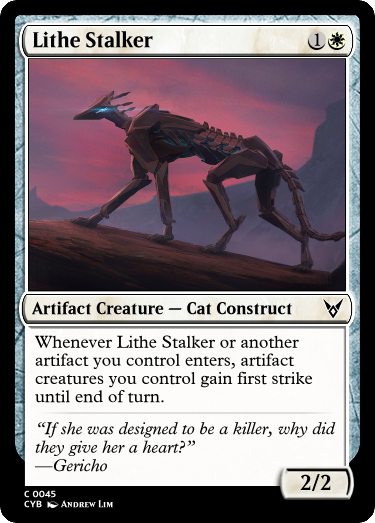 Lithe Stalker 1
Artifact Creature — Cat Construct
Whenever Lithe Stalker or another
artifact you control enters, artifact
creatures you control gain first strike
until end of turn.
“If she was designed to be a killer, why did
they give her a heart?”
—Gericho
2/2
C 0045
CYB Andrew Lim